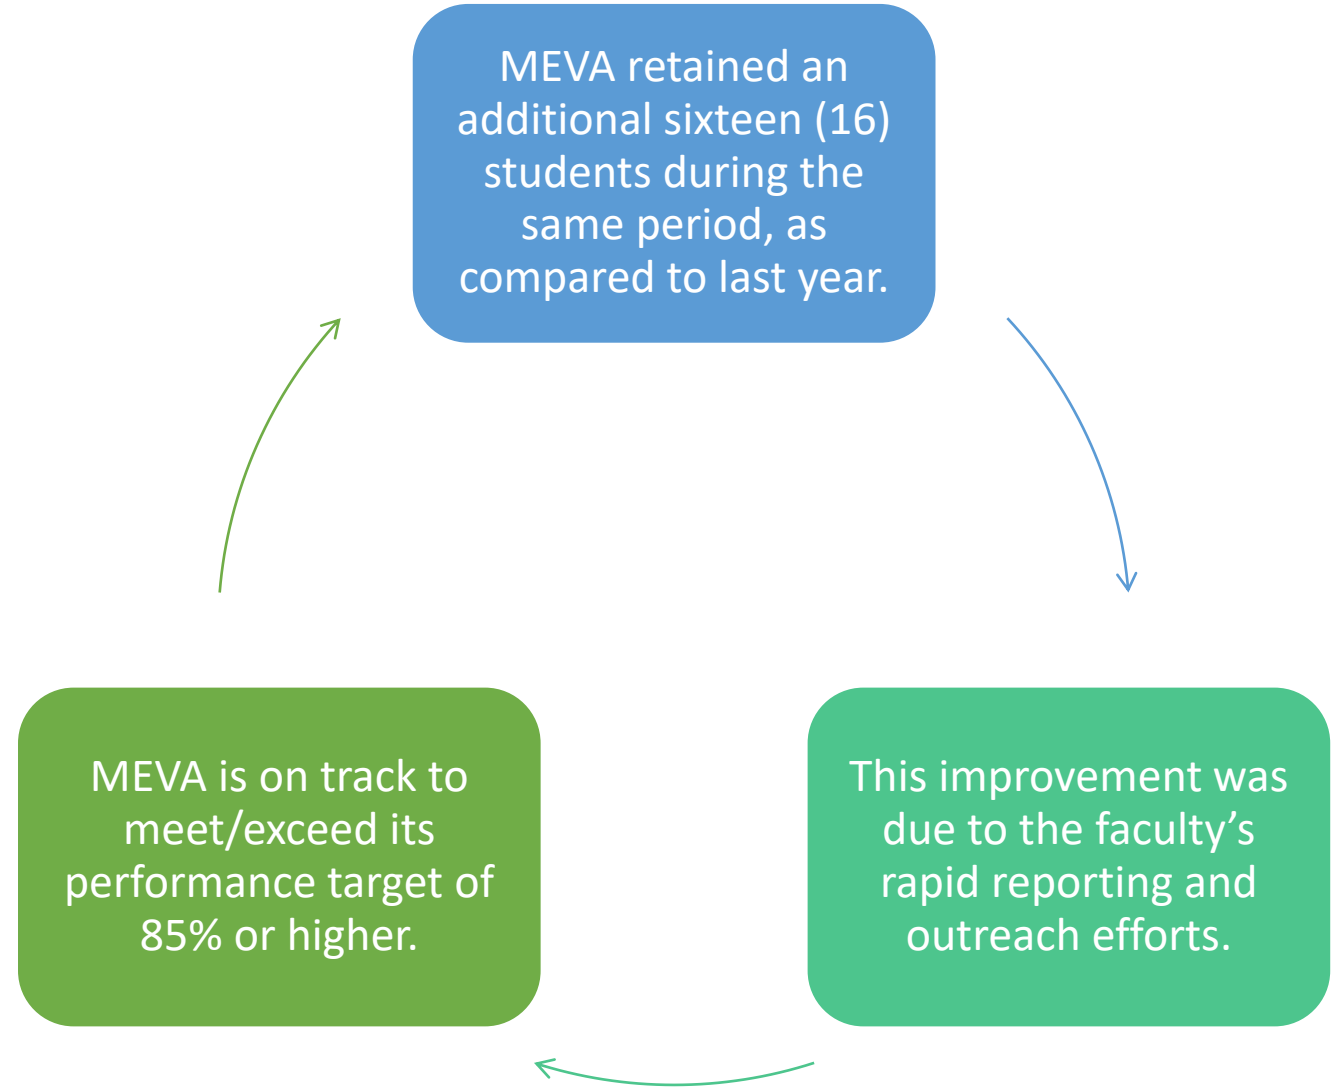 MEVA retained an
additional sixteen (16)
students during the
same period, as
compared to last year.
This improvement was
due to the faculty’s
rapid reporting and
outreach efforts.
MEVA is on track to
meet/exceed its
performance target of
85% or higher.